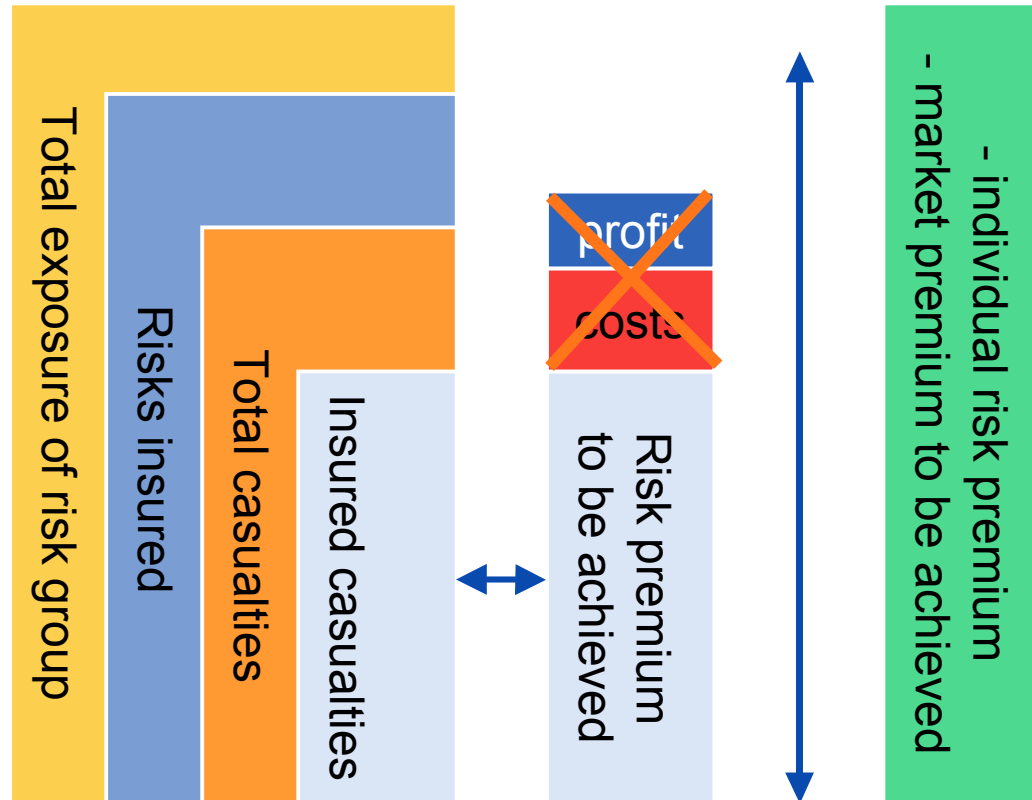 Total exposure of risk group
Risks insured
Total casualties
Insured casualties
profit
costs
Risk premium
to be achieved
- individual risk premium
- market premium to be achieved